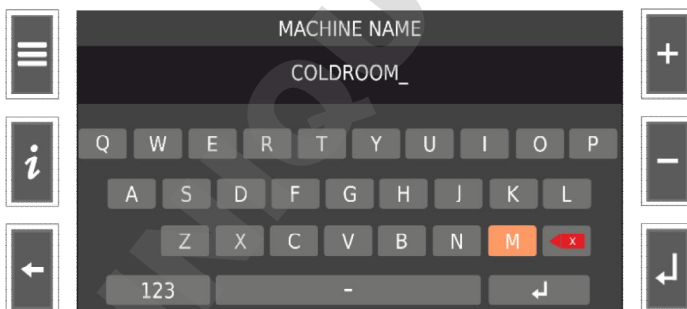 MACHINE NAME
COLDROOM_
Q W E R T Y U I O P
A S D F G H J K L
Z X C V B N M X
123 -
+
i
-